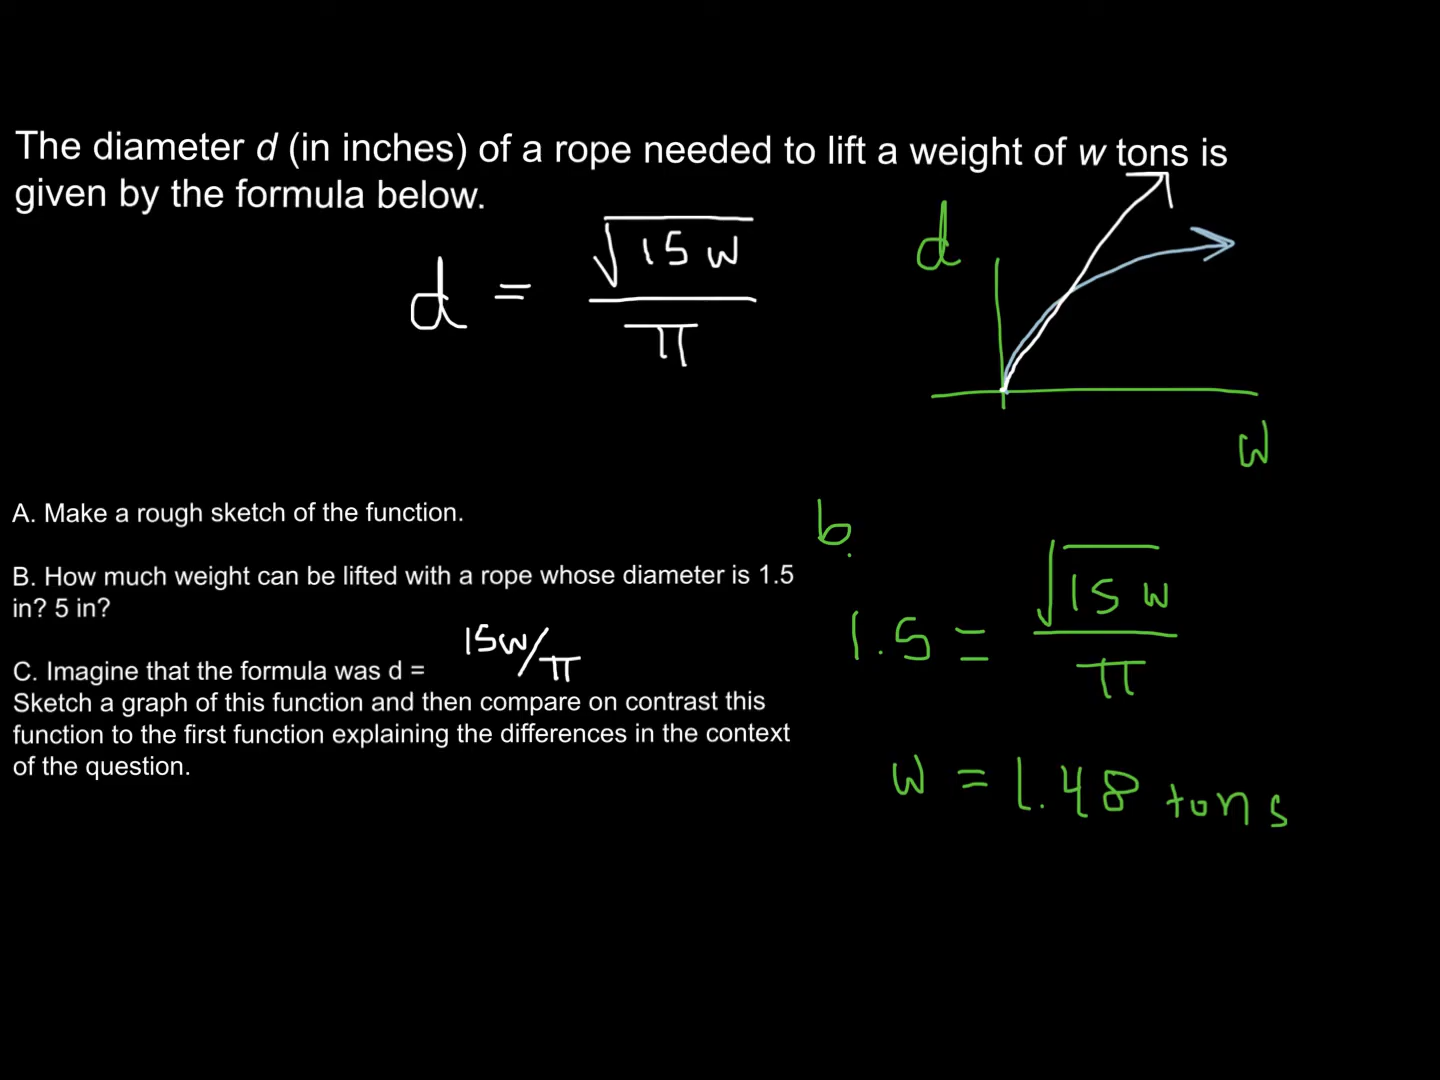 The diameter d (in inches) of a rope needed to lift a weight of w tons is
given by the formula below.
d = √15w / π
d
w
A. Make a rough sketch of the function.
B. How much weight can be lifted with a rope whose diameter is 1.5
in? 5 in?
C. Imagine that the formula was d = 15w/π
Sketch a graph of this function and then compare on contrast this
function to the first function explaining the differences in the context
of the question.
b.
1.5 = √15w / π
w = 1.48 tons